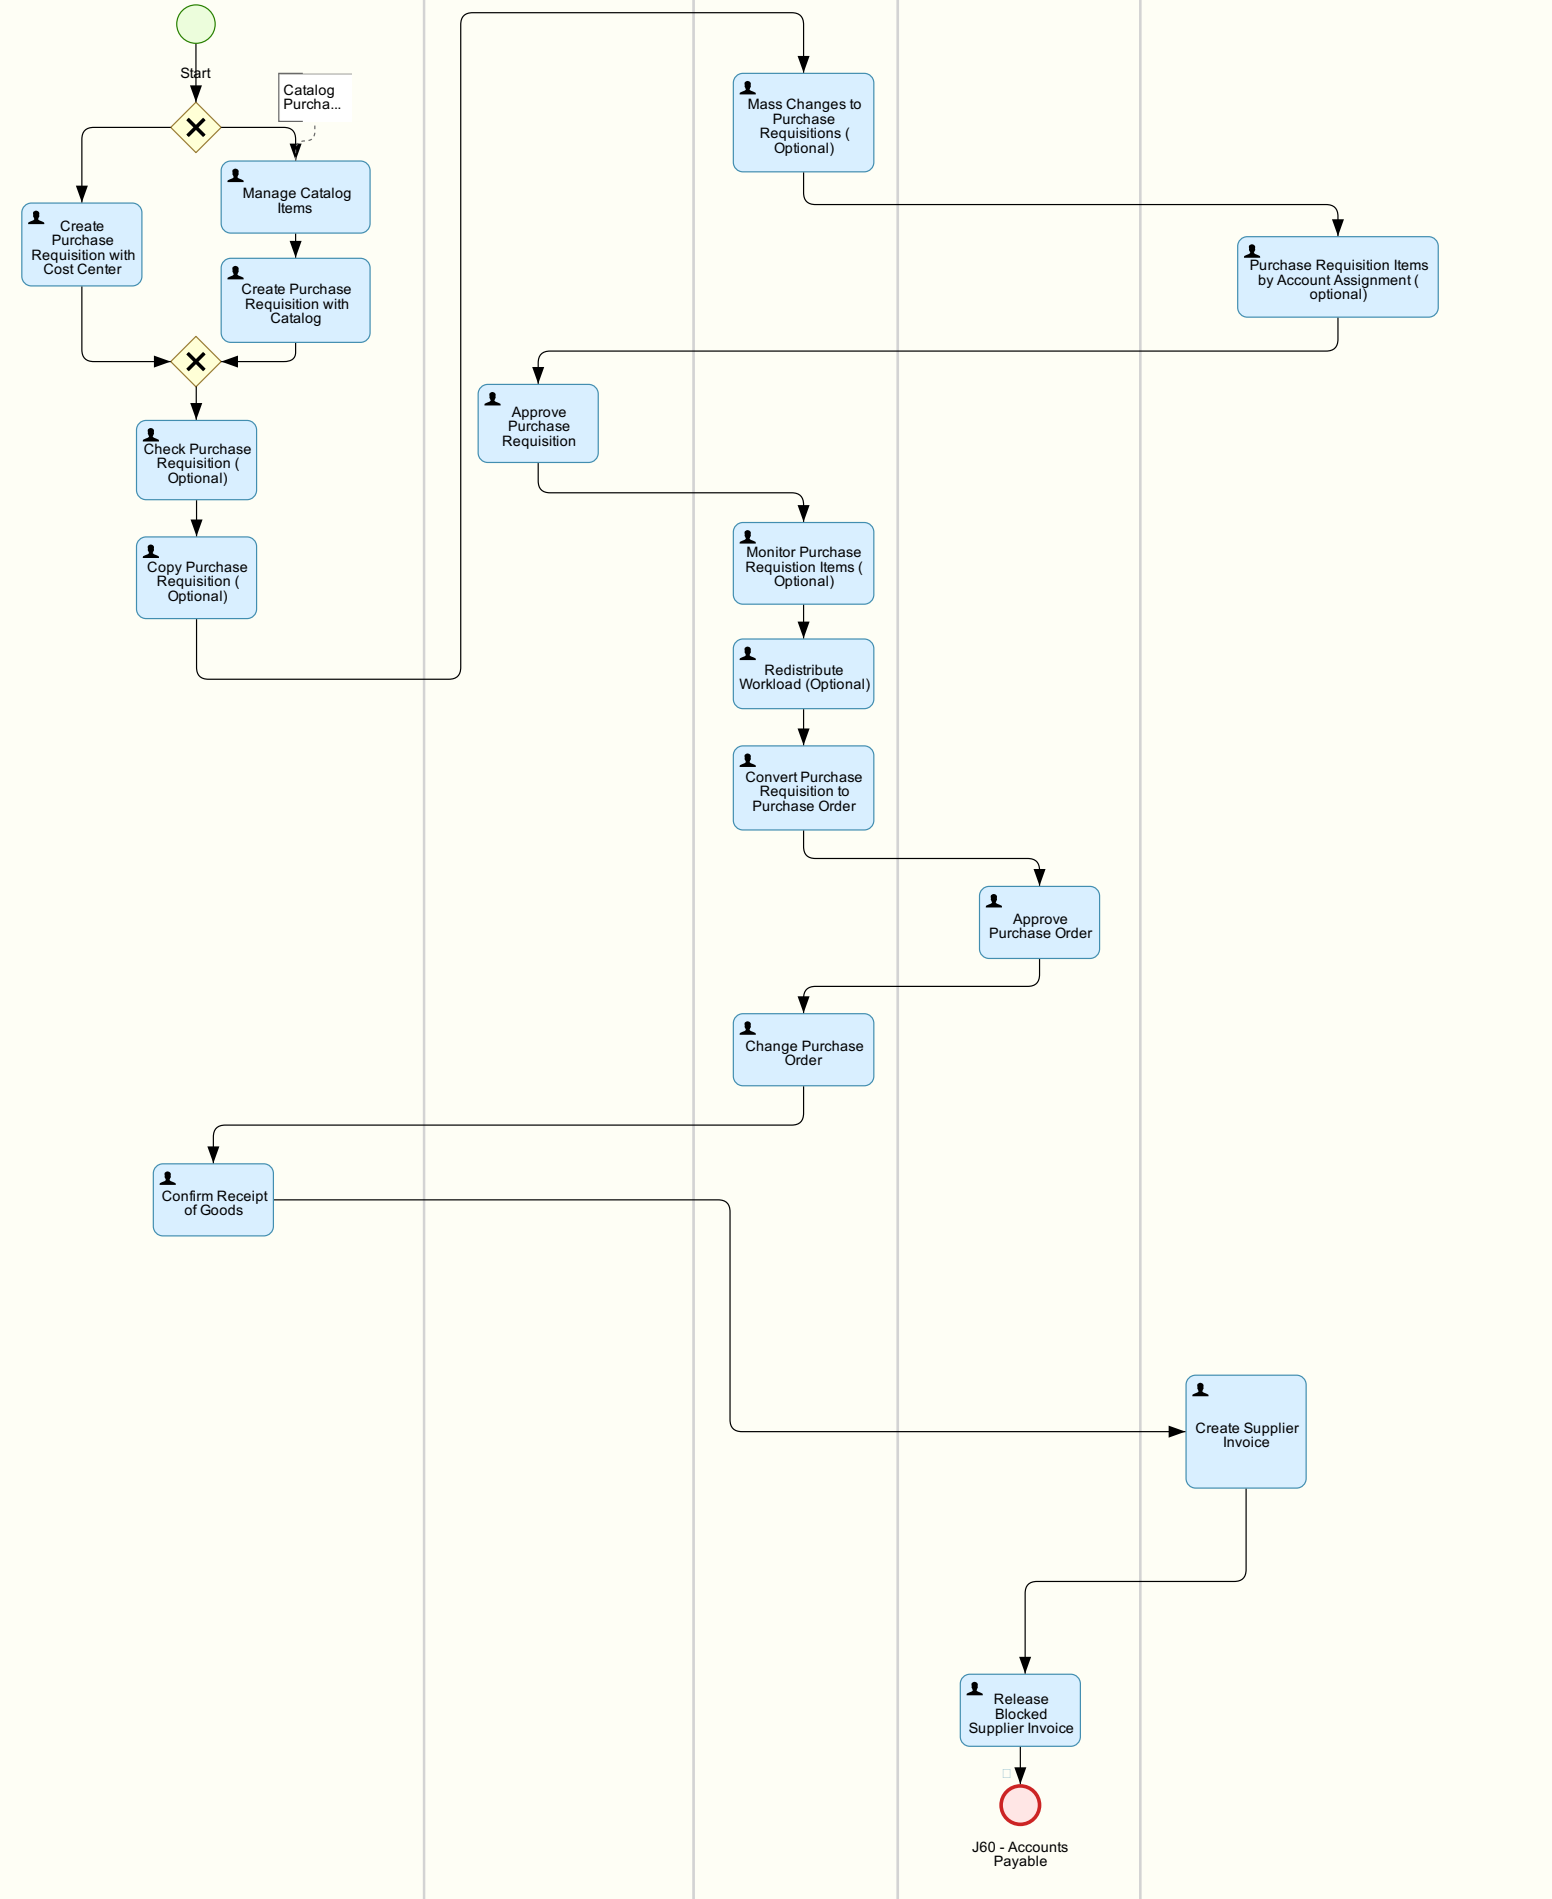 Start
Catalog
Purcha...
Mass Changes to
Purchase
Requisitions (
Optional)
Manage Catalog
Items
Create
Purchase
Requisition with
Cost Center
Purchase Requisition Items
by Account Assignment (
optional)
Create Purchase
Requisition with
Catalog
Approve
Purchase
Requisition
Check Purchase
Requisition (
Optional)
Copy Purchase
Requisition (
Optional)
Monitor Purchase
Requistion Items (
Optional)
Redistribute
Workload (Optional)
Convert Purchase
Requisition to
Purchase Order
Approve
Purchase Order
Change Purchase
Order
Confirm Receipt
of Goods
Create Supplier
Invoice
Release
Blocked
Supplier Invoice
J60 - Accounts
Payable